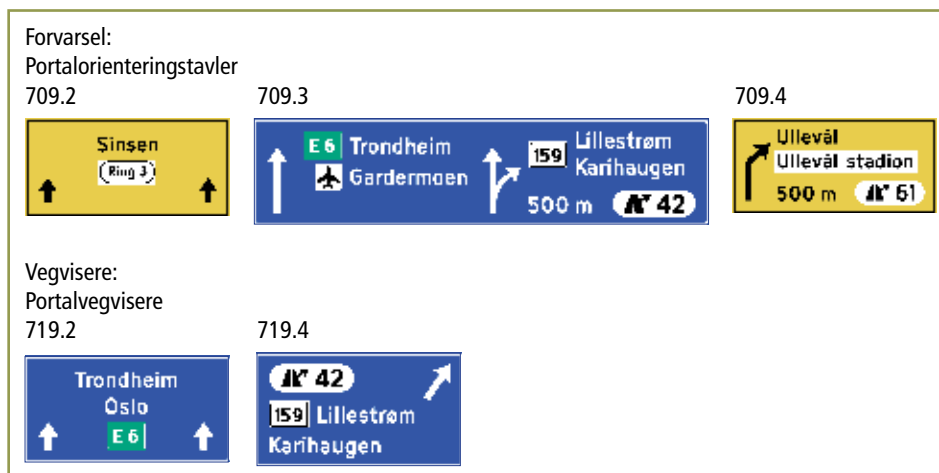 Forvarsel:
Portalorienteringstavler
709.2
709.3
709.4
Sinsen
Ring 3
E 6 Trondheim
Gardermoen
159 Lillestrøm
Karihaugen
500 m 42
Ullevål
Ullevål stadion
500 m 61
Vegvisere:
Portalvegvisere
719.2
719.4
Trondheim
Oslo
E 6
42
159 Lillestrøm
Karihaugen